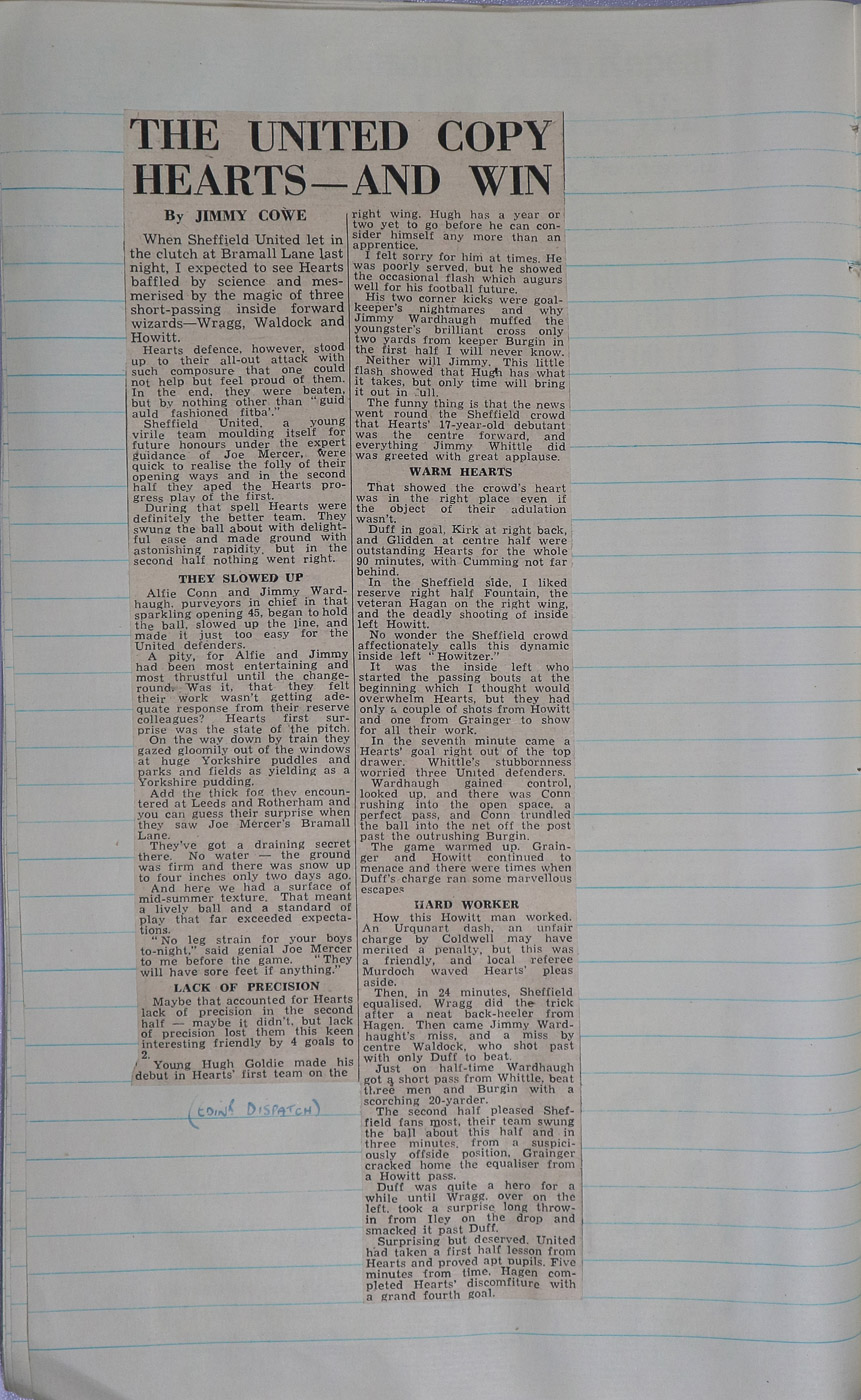 THE UNITED COPY
HEARTS—AND WIN
By JIMMY COWE
When Sheffield United let in
the clutch at Bramall Lane last
night, I expected to see Hearts
baffled by science and mes-
merised by the magic of three
short-passing inside forward
wizards—Wragg, Waldock and
Howitt.
Hearts defence, however, stood
up to their all-out attack with
such composure that one could
not help but feel proud of them.
In the end, they were beaten,
but by nothing other than "guid
auld fashioned fitba'."
Sheffield United, a young
virile team moulding itself for
future honours under the expert
guidance of Joe Mercer, were
quick to realise the folly of their
opening ways and in the second
half they aped the Hearts pro-
gress play of the first.
During that spell Hearts were
definitely the better team. They
swung the ball about with delight-
ful ease and made ground with
astonishing rapidity, but in the
second half nothing went right.
THEY SLOWED UP
Alfie Conn and Jimmy Ward-
haugh, purveyors in chief in that
sparkling opening 45, began to hold
the ball, slowed up the line, and
made it just too easy for the
United defenders.
A pity, for Alfie and Jimmy
had been most entertaining and
most thrustful until the change-
round. Was it, that they felt
their work wasn't getting ade-
quate response from their reserve
colleagues? Hearts first sur-
prise was the state of the pitch.
On the way down by train they
gazed gloomily out of the windows
at huge Yorkshire puddles and
parks and fields as yielding as a
Yorkshire pudding.
Add the thick fog they encoun-
tered at Leeds and Rotherham and
you can guess their surprise when
they saw Joe Mercer's Bramall
Lane.
They've got a draining secret
there. No water — the ground
was firm and there was snow up
to four inches only two days ago.
And here we had a surface of
mid-summer texture. That meant
a lively ball and a standard of
play that far exceeded expecta-
tions.
"No leg strain for your boys
to-night," said genial Joe Mercer
to me before the game. "They
will have sore feet if anything."
LACK OF PRECISION
Maybe that accounted for Hearts
lack of precision in the second
half — maybe it didn't, but lack
of precision lost them this keen
interesting friendly by 4 goals to
2.
Young Hugh Goldie made his
debut in Hearts' first team on the
(EDIN. DISPATCH)
right wing. Hugh has a year or
two yet to go before he can con-
sider himself any more than an
apprentice.
I felt sorry for him at times. He
was poorly served, but he showed
the occasional flash which augurs
well for his football future.
His two corner kicks were goal-
keeper's nightmares and why
Jimmy Wardhaugh muffed the
youngster's brilliant cross only
two yards from keeper Burgin in
the first half I will never know.
Neither will Jimmy. This little
flash showed that Hugh has what
it takes, but only time will bring
it out in ull.
The funny thing is that the news
went round the Sheffield crowd
that Hearts' 17-year-old debutant
was the centre forward, and
everything Jimmy Whittle did
was greeted with great applause.
WARM HEARTS
That showed the crowd's heart
was in the right place even if
the object of their adulation
wasn't.
Duff in goal, Kirk at right back,
and Glidden at centre half were
outstanding Hearts for the whole
90 minutes, with Cumming not far
behind.
In the Sheffield side, I liked
reserve right half Fountain, the
veteran Hagan on the right wing,
and the deadly shooting of inside
left Howitt.
No wonder the Sheffield crowd
affectionately calls this dynamic
inside left "Howitzer."
It was the inside left who
started the passing bouts at the
beginning which I thought would
overwhelm Hearts, but they had
only a couple of shots from Howitt
and one from Grainger to show
for all their work.
In the seventh minute came a
Hearts' goal right out of the top
drawer. Whittle's stubbornness
worried three United defenders.
Wardhaugh gained control,
looked up, and there was Conn
rushing into the open space, a
perfect pass, and Conn trundled
the ball into the net off the post
past the outrushing Burgin.
The game warmed up. Grain-
ger and Howitt continued to
menace and there were times when
Duff's charge ran some marvellous
escapes
HARD WORKER
How this Howitt man worked.
An Urquhart dash, an unfair
charge by Coldwell may have
merited a penalty, but this was
a friendly, and local referee
Murdoch waved Hearts' pleas
aside.
Then, in 24 minutes, Sheffield
equalised. Wragg did the trick
after a neat back-heeler from
Hagen. Then came Jimmy Ward-
haught's miss, and a miss by
centre Waldock, who shot past
with only Duff to beat.
Just on half-time Wardhaugh
got a short pass from Whittle, beat
three men and Burgin with a
scorching 20-yarder.
The second half pleased Shef-
field fans most, their team swung
the ball about this half and in
three minutes, from a suspici-
ously offside position, Grainger
cracked home the equaliser from
a Howitt pass.
Duff was quite a hero for a
while until Wragg, over on the
left, took a surprise long throw-
in from Iley on the drop and
smacked it past Duff.
Surprising but deserved. United
had taken a first half lesson from
Hearts and proved apt pupils. Five
minutes from time, Hagen com-
pleted Hearts' discomfiture with
a grand fourth goal.